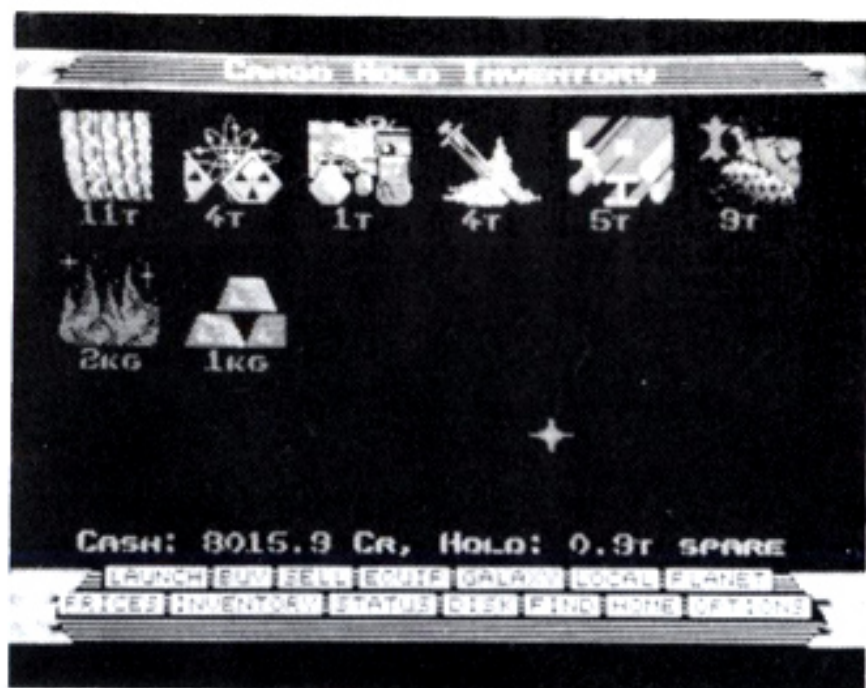 CARGO HOLD INVENTORY
11T 4T 1T 4T 5T 9T
2KG 1KG
CASH: 8015.9 CR, HOLD: 0.9T SPARE
LAUNCH BUY SELL EQUIP GALAXY LOCAL PLANET
PRICES INVENTORY STATUS DISK FIND HOME OPTIONS